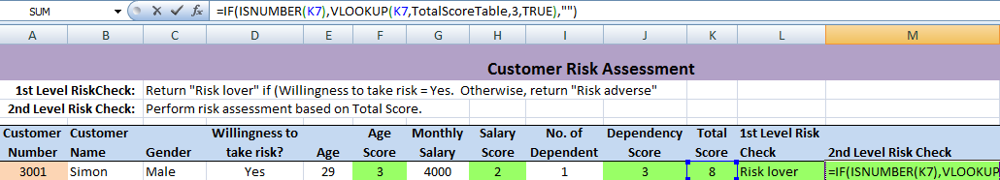 SUM =IF(ISNUMBER(K7),VLOOKUP(K7,TotalScoreTable,3,TRUE),"")
A B C D E F G H I J K L M
Customer Risk Assessment
1st Level RiskCheck: Return "Risk lover" if (Willingness to take risk = Yes. Otherwise, return "Risk adverse"
2nd Level Risk Check: Perform risk assessment based on Total Score.
Customer Customer Willingness to Age Monthly Salary No. of Dependency Total 1st Level Risk
Number Name Gender take risk? Age Score Salary Score Dependent Score Score Check 2nd Level Risk Check
3001 Simon Male Yes 29 3 4000 2 1 3 8 Risk lover =IF(ISNUMBER(K7),VLOOKUP